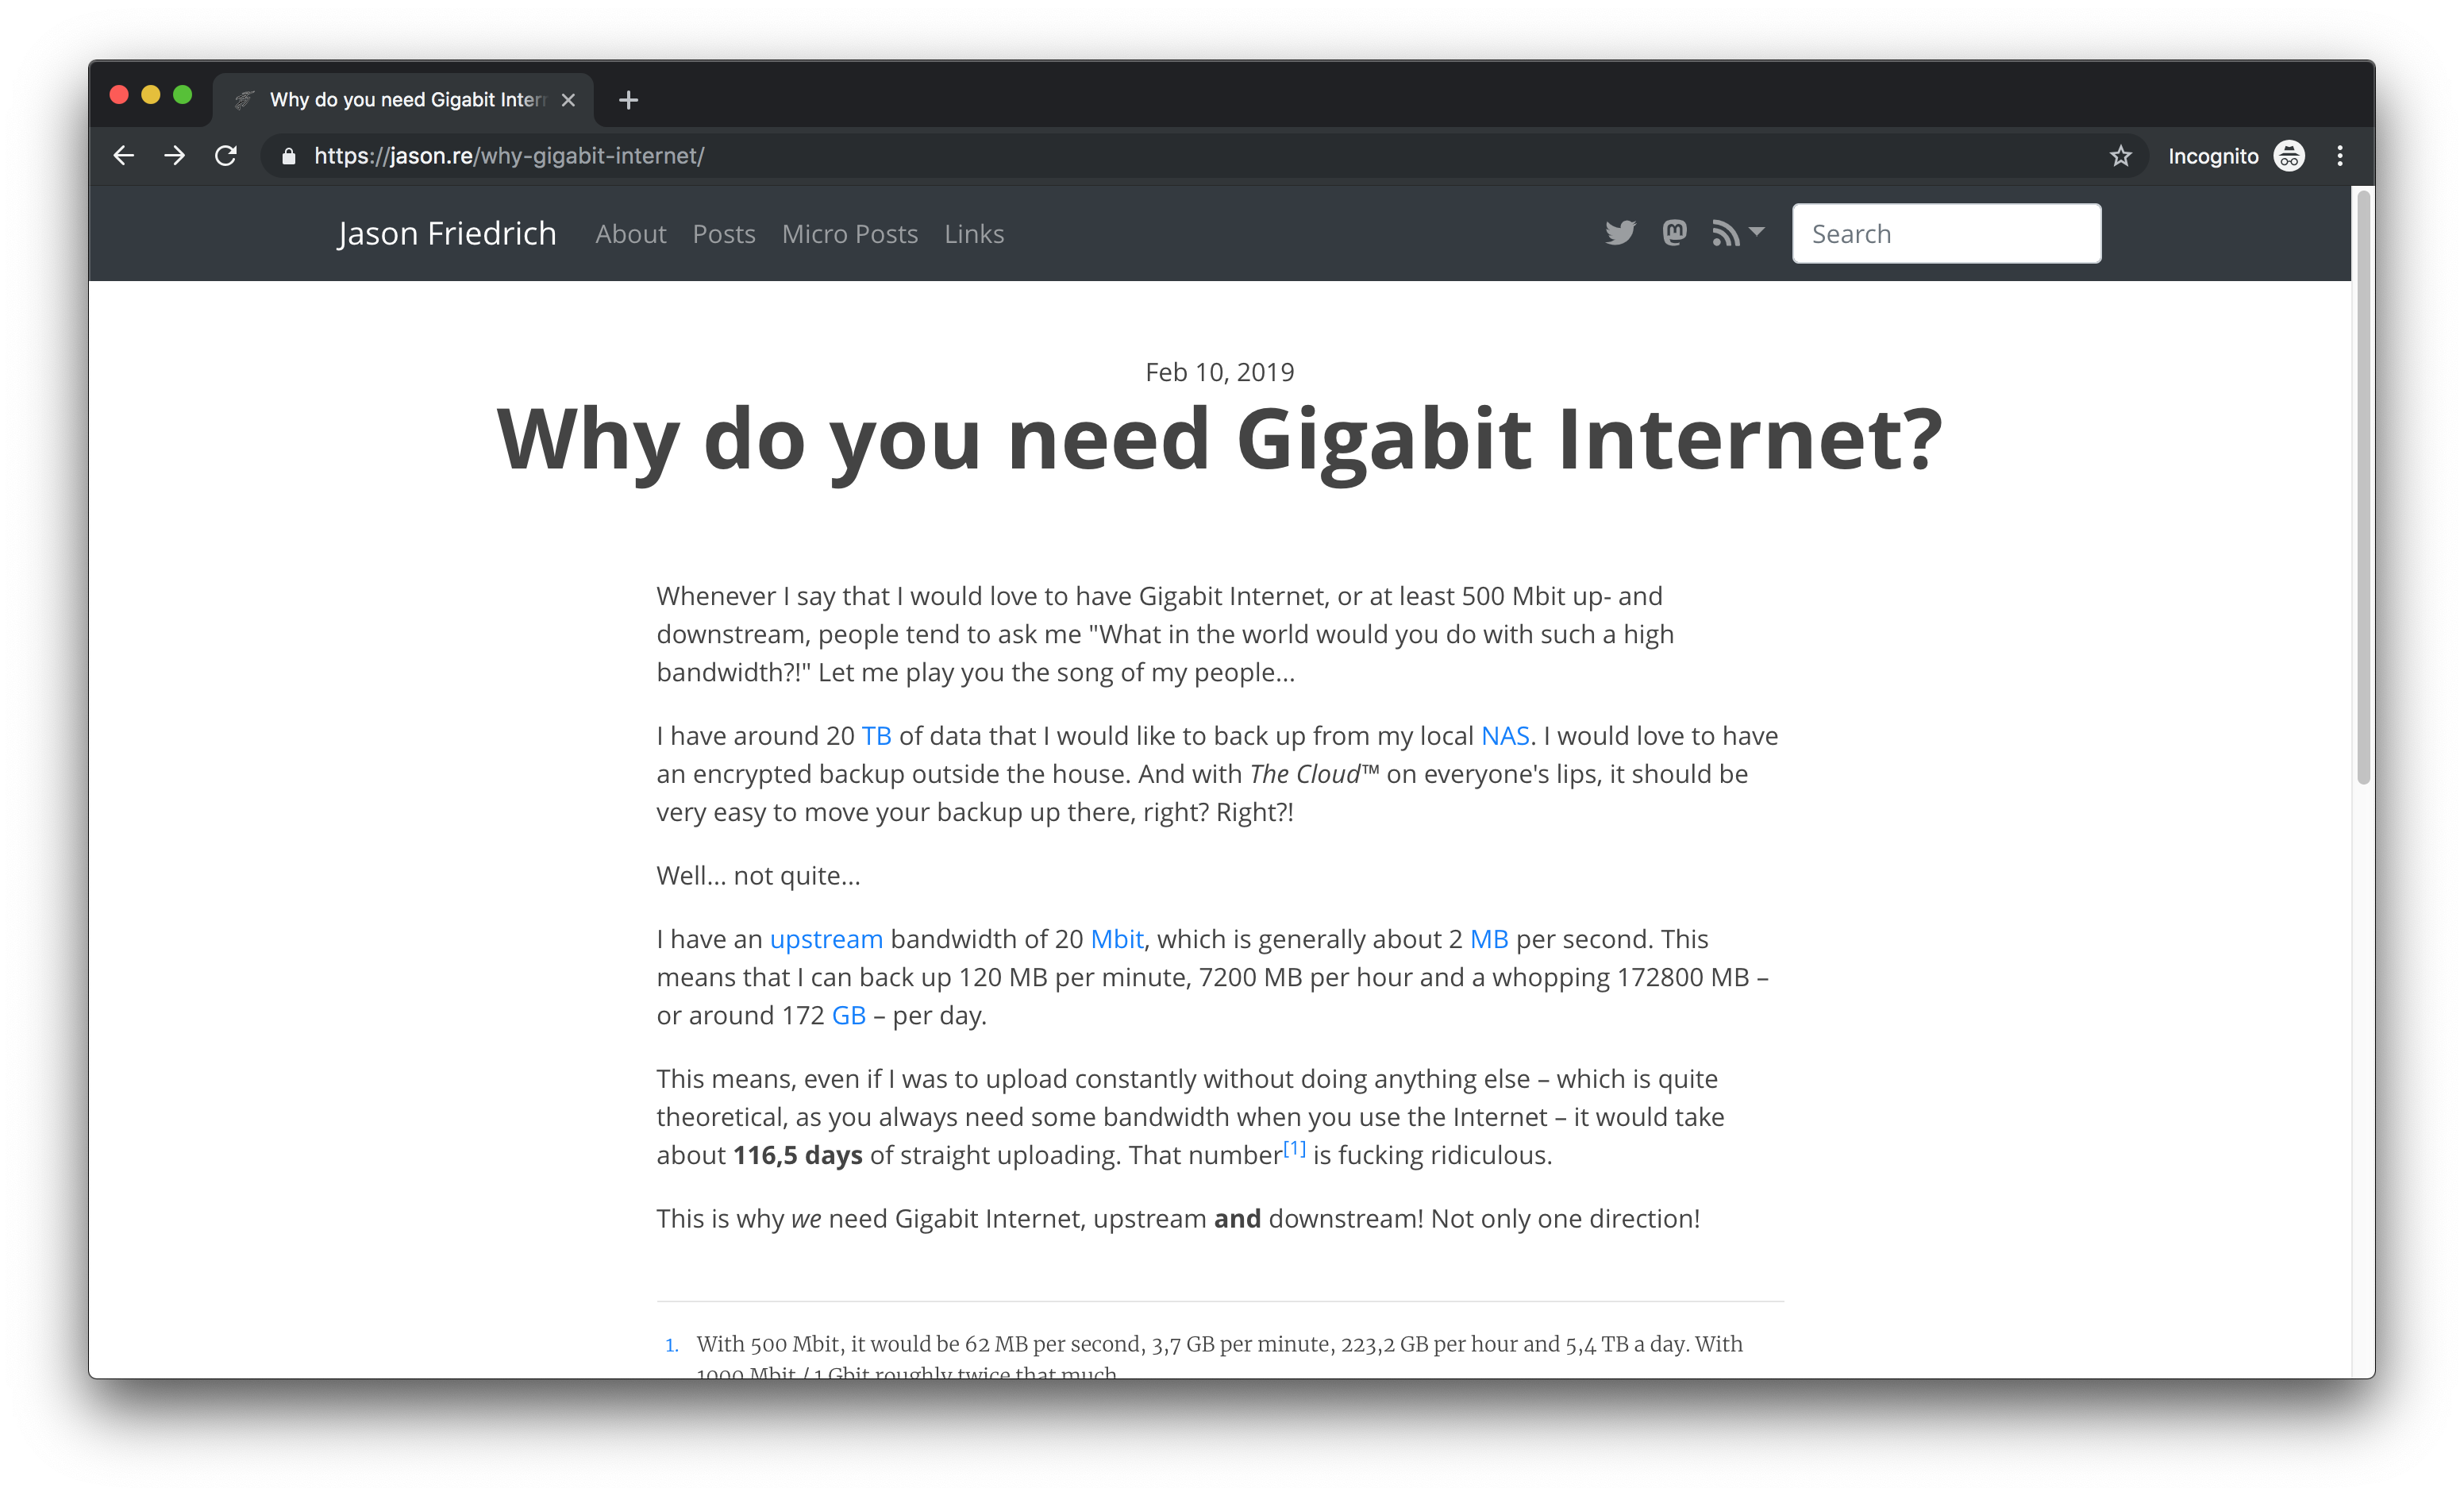 Why do you need Gigabit Inter
https://jason.re/why-gigabit-internet/
Incognito
Jason Friedrich About Posts Micro Posts Links Search
Feb 10, 2019
Why do you need Gigabit Internet?
Whenever I say that I would love to have Gigabit Internet, or at least 500 Mbit up- and
downstream, people tend to ask me "What in the world would you do with such a high
bandwidth?!" Let me play you the song of my people...
I have around 20 TB of data that I would like to back up from my local NAS. I would love to have
an encrypted backup outside the house. And with The Cloud™ on everyone's lips, it should be
very easy to move your backup up there, right? Right?!
Well... not quite...
I have an upstream bandwidth of 20 Mbit, which is generally about 2 MB per second. This
means that I can back up 120 MB per minute, 7200 MB per hour and a whopping 172800 MB –
or around 172 GB – per day.
This means, even if I was to upload constantly without doing anything else – which is quite
theoretical, as you always need some bandwidth when you use the Internet – it would take
about 116,5 days of straight uploading. That number[1] is fucking ridiculous.
This is why we need Gigabit Internet, upstream and downstream! Not only one direction!
1. With 500 Mbit, it would be 62 MB per second, 3,7 GB per minute, 223,2 GB per hour and 5,4 TB a day. With
1000 Mbit / 1 Gbit roughly twice that much